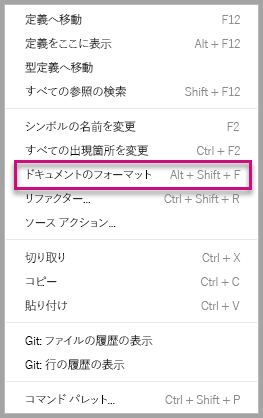 定義へ移動 F12
定義をここに表示 Alt + F12
型定義へ移動
すべての参照の検索 Shift + F12
シンボルの名前を変更 F2
すべての出現箇所を変更 Ctrl + F2
ドキュメントのフォーマット Alt + Shift + F
リファクター... Ctrl + Shift + R
ソース アクション...
切り取り Ctrl + X
コピー Ctrl + C
貼り付け Ctrl + V
Git: ファイルの履歴の表示
Git: 行の履歴の表示
コマンド パレット... Ctrl + Shift + P